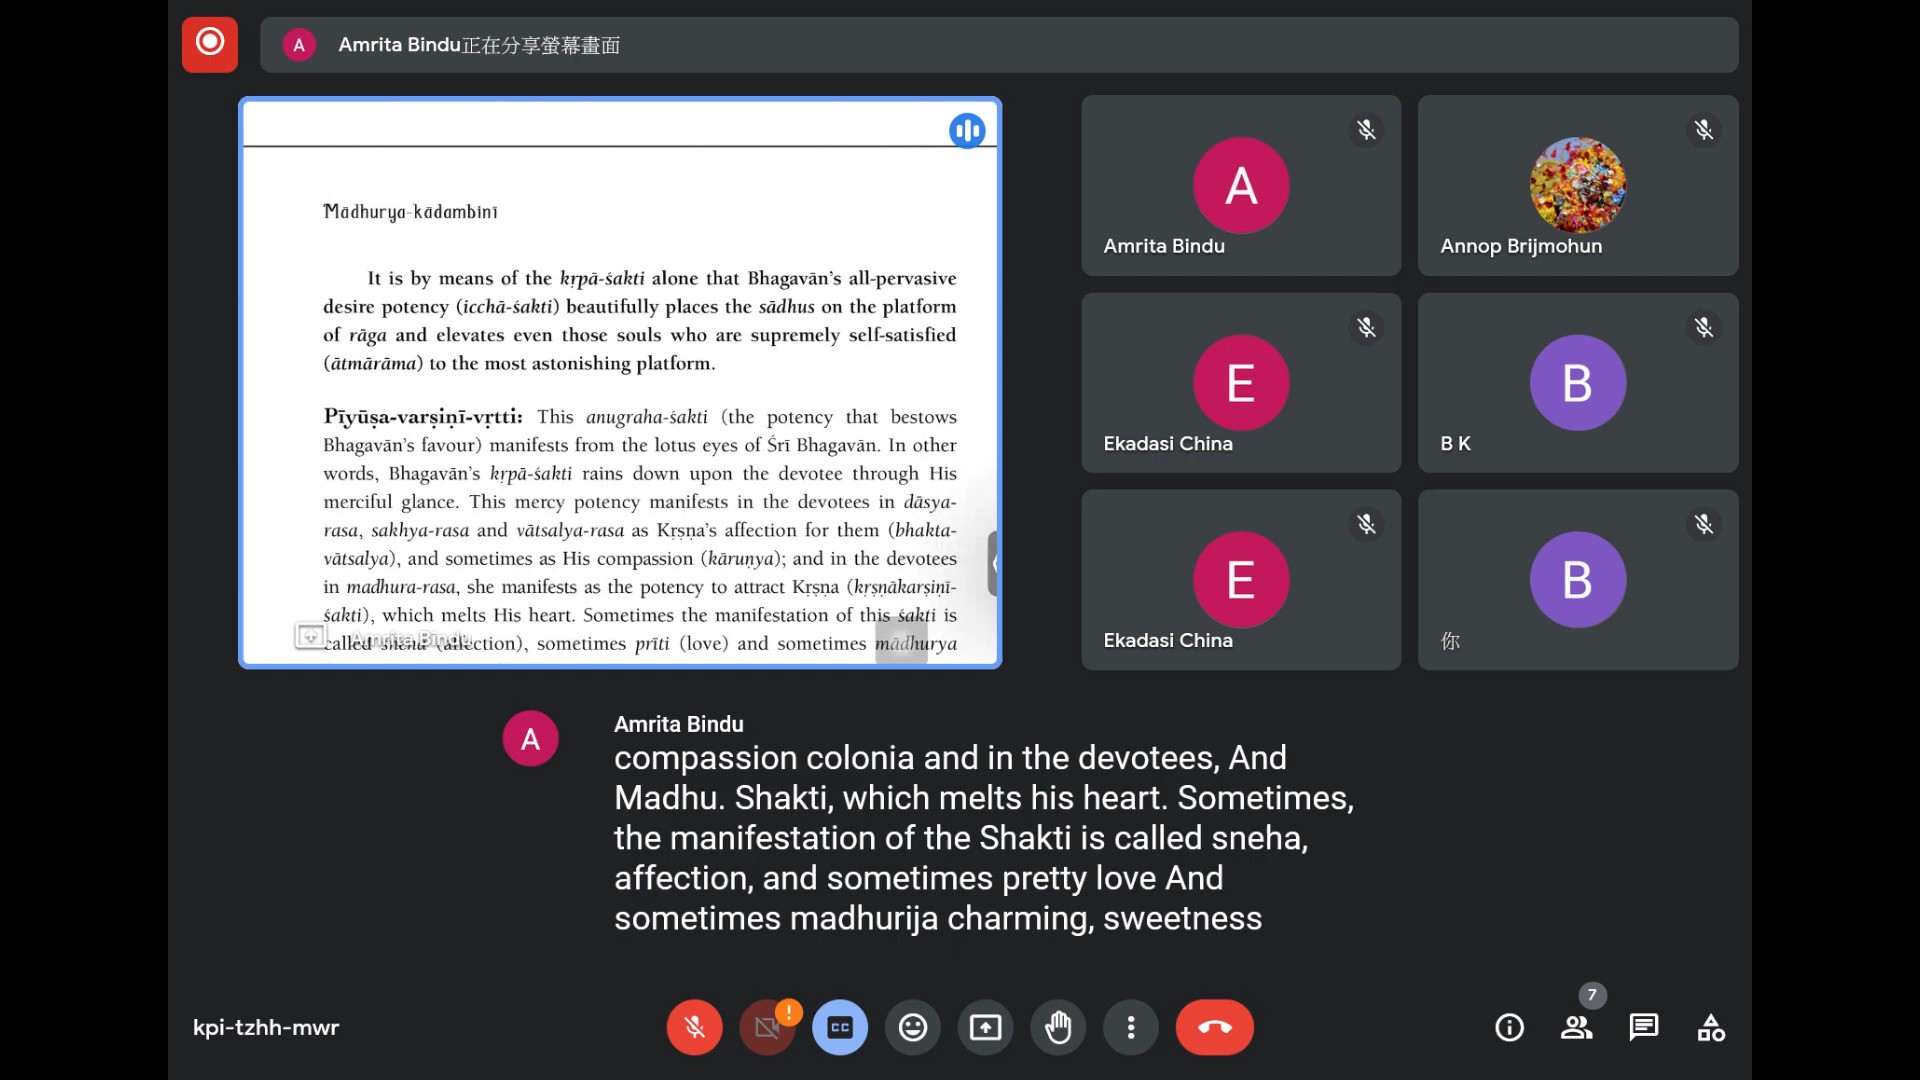 A Amrita Bindu正在分享螢幕畫面
Mādhurya-kādambinī
It is by means of the kṛpā-śakti alone that Bhagavān's all-pervasive
desire potency (icchā-śakti) beautifully places the sādhus on the platform
of rāga and elevates even those souls who are supremely self-satisfied
(ātmārāma) to the most astonishing platform.
Pīyūṣa-varṣiṇī-vṛtti: This anugraha-śakti (the potency that bestows
Bhagavān's favour) manifests from the lotus eyes of Śrī Bhagavān. In other
words, Bhagavān's kṛpā-śakti rains down upon the devotee through His
merciful glance. This mercy potency manifests in the devotees in dāsya-
rasa, sakhya-rasa and vātsalya-rasa as Kṛṣṇa's affection for them (bhakta-
vātsalya), and sometimes as His compassion (kāruṇya); and in the devotees
in madhura-rasa, she manifests as the potency to attract Kṛṣṇa (kṛṣṇākarṣiṇī-
śakti), which melts His heart. Sometimes the manifestation of this śakti is
called sneha (affection), sometimes prīti (love) and sometimes mādhurya
Amrita Bindu
A
Amrita Bindu
Annop Brijmohun
E
Ekadasi China
B
B K
E
Ekadasi China
B
你
A
Amrita Bindu
compassion colonia and in the devotees, And
Madhu. Shakti, which melts his heart. Sometimes,
the manifestation of the Shakti is called sneha,
affection, and sometimes pretty love And
sometimes madhurija charming, sweetness
kpi-tzhh-mwr
!
CC
7